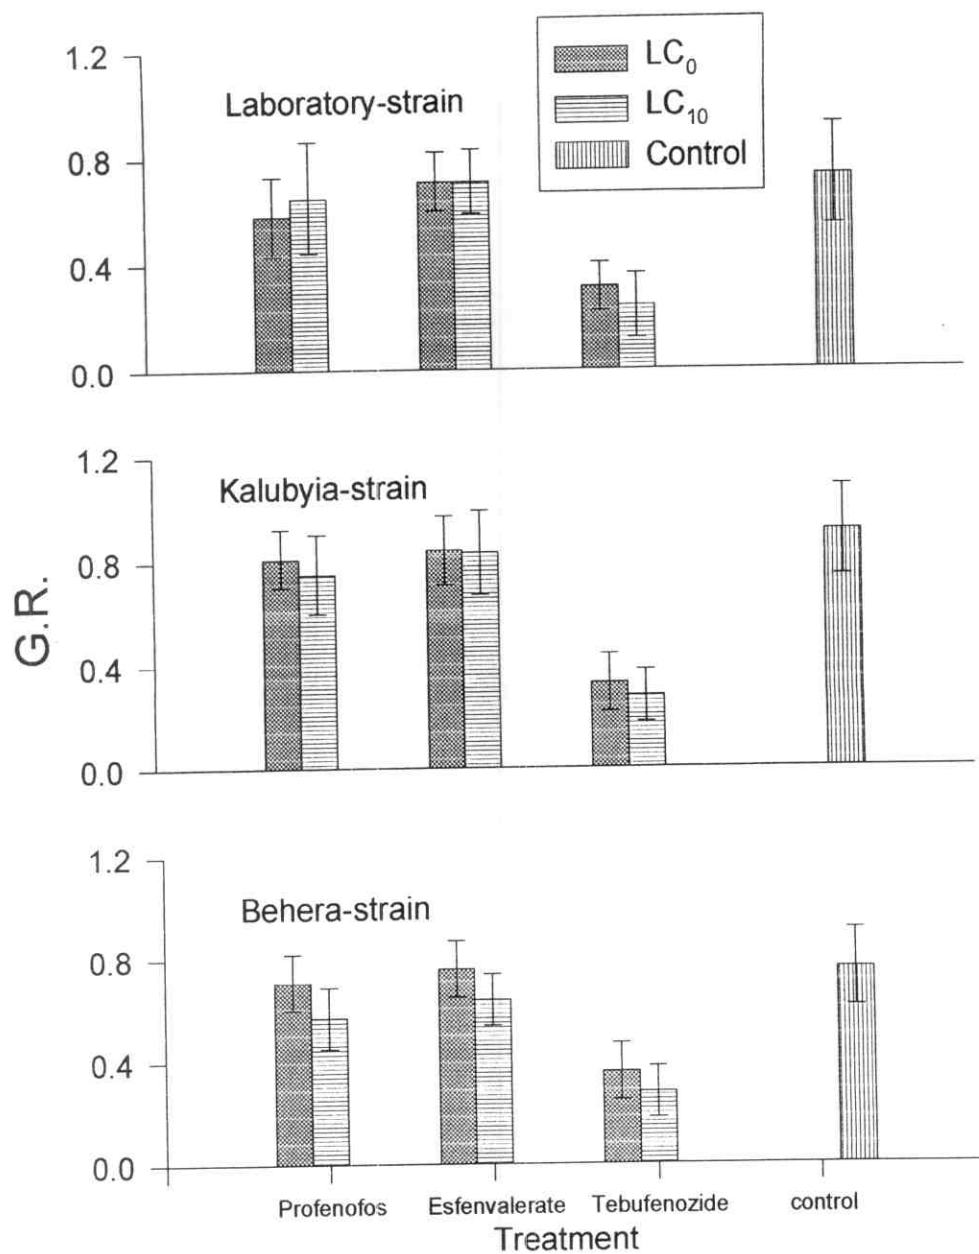 LC₀
LC₁₀
Control
1.2
0.8
0.4
0.0
Laboratory-strain
1.2
0.8
0.4
0.0
Kalubyia-strain
G.R.
1.2
0.8
0.4
0.0
Behera-strain
Profenofos Esfenvalerate Tebufenozide control
Treatment